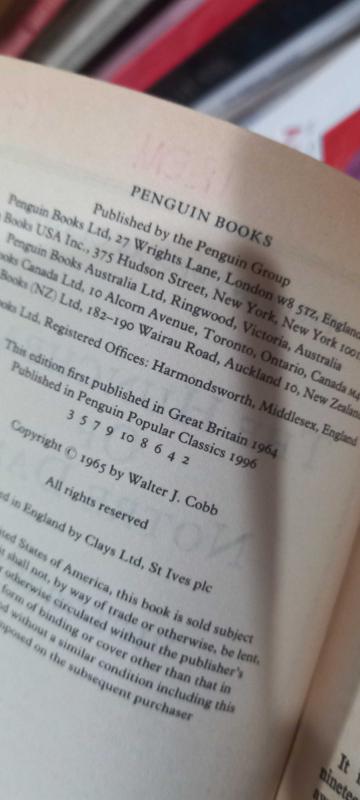 PENGUIN BOOKS
Published by the Penguin Group
Penguin Books Ltd, 27 Wrights Lane, London W8 5TZ, England
Books USA Inc., 375 Hudson Street, New York, New York
Penguin Books Australia Ltd, Ringwood, Victoria, Australia
Canada Ltd, 10 Alcorn Avenue, Toronto, Ontario, Canada
Books (NZ) Ltd, 182–190 Wairau Road, Auckland 10, New Zealand
Ltd, Registered Offices: Harmondsworth, Middlesex, England
This edition first published in Great Britain 1964
Published in Penguin Popular Classics 1996
3 5 7 9 10 8 6 4 2
Copyright © 1965 by Walter J. Cobb
All rights reserved
in England by Clays Ltd, St Ives plc
States of America, this book is sold subject
shall not, by way of trade or otherwise, be lent,
otherwise circulated without the publisher's
form of binding or cover other than that in
without a similar condition including this
on the subsequent purchaser
It